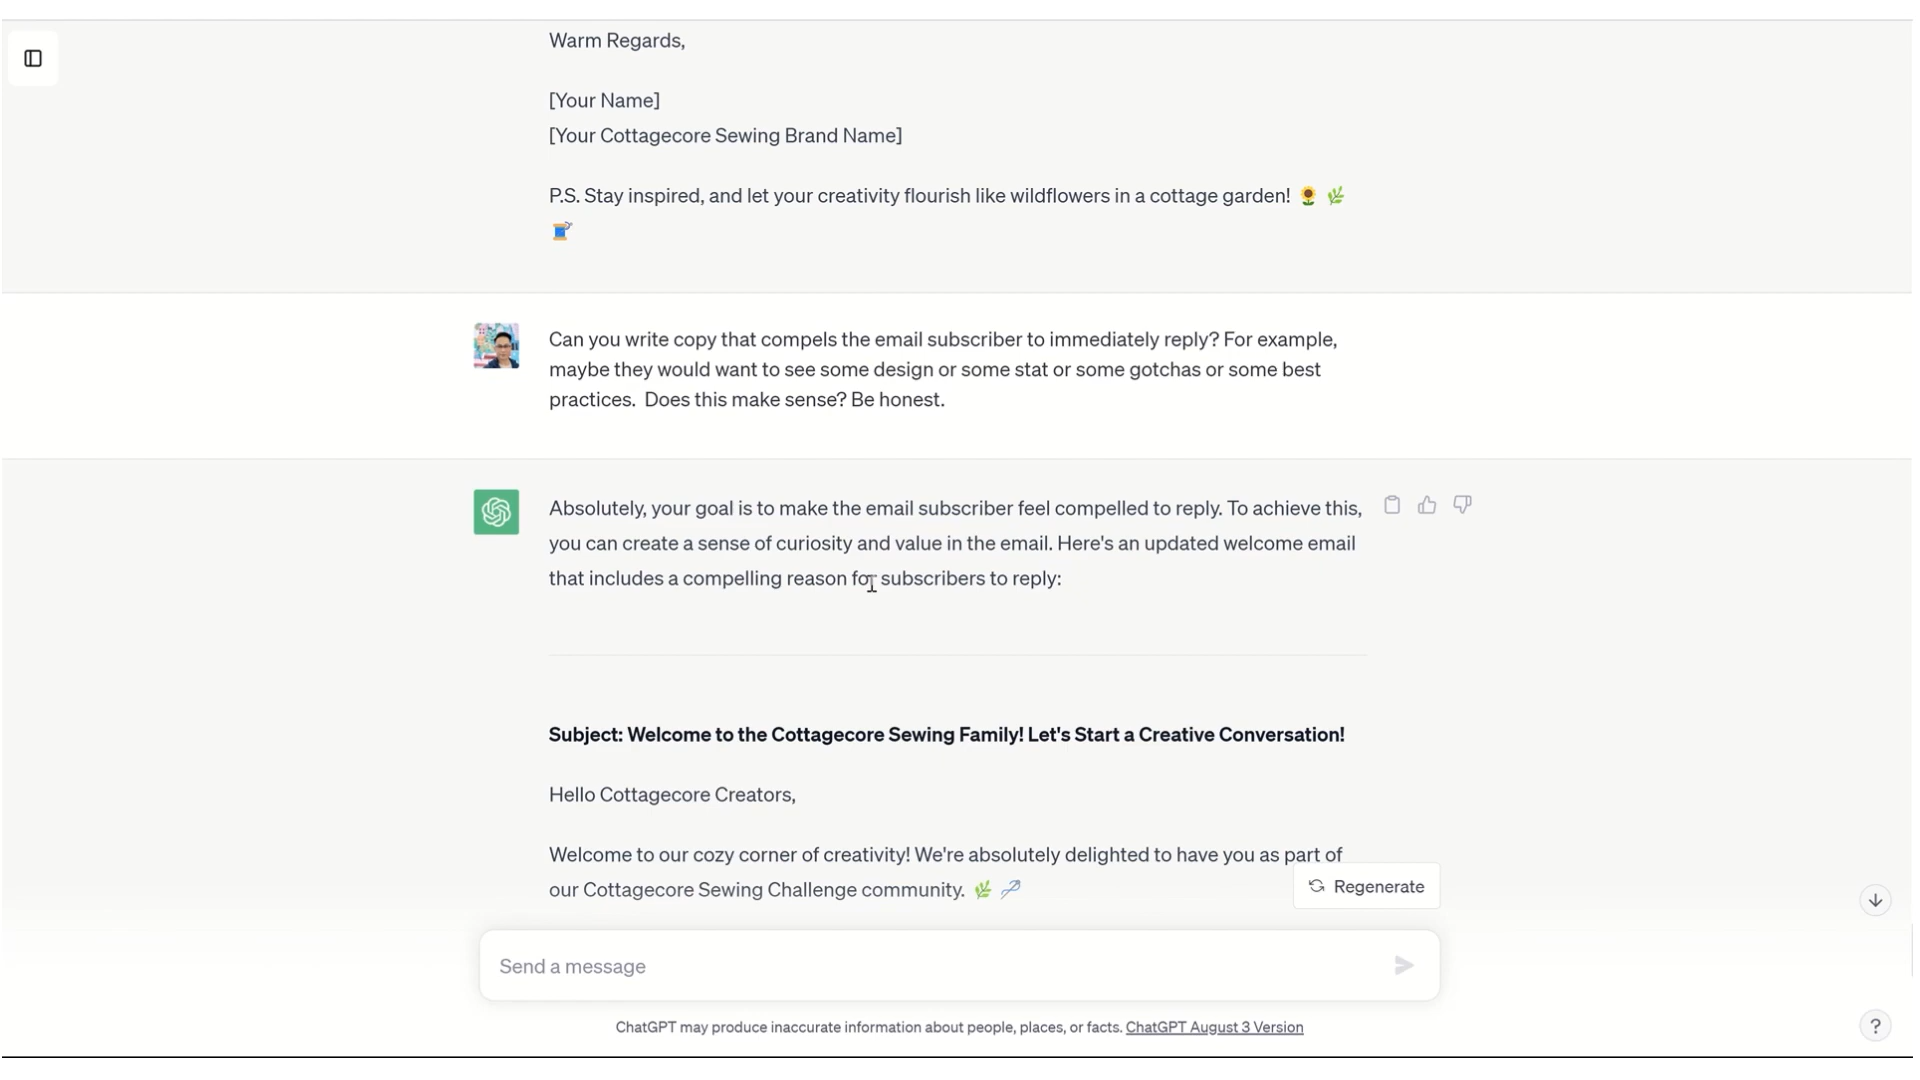 Warm Regards,
[Your Name]
[Your Cottagecore Sewing Brand Name]
P.S. Stay inspired, and let your creativity flourish like wildflowers in a cottage garden! 🌻 🌿
🧵
Can you write copy that compels the email subscriber to immediately reply? For example,
maybe they would want to see some design or some stat or some gotchas or some best
practices.  Does this make sense? Be honest.
Absolutely, your goal is to make the email subscriber feel compelled to reply. To achieve this,
you can create a sense of curiosity and value in the email. Here's an updated welcome email
that includes a compelling reason for subscribers to reply:
Subject: Welcome to the Cottagecore Sewing Family! Let's Start a Creative Conversation!
Hello Cottagecore Creators,
Welcome to our cozy corner of creativity! We're absolutely delighted to have you as part of
our Cottagecore Sewing Challenge community. 🌿 🪡
Regenerate
Send a message
ChatGPT may produce inaccurate information about people, places, or facts. ChatGPT August 3 Version
?